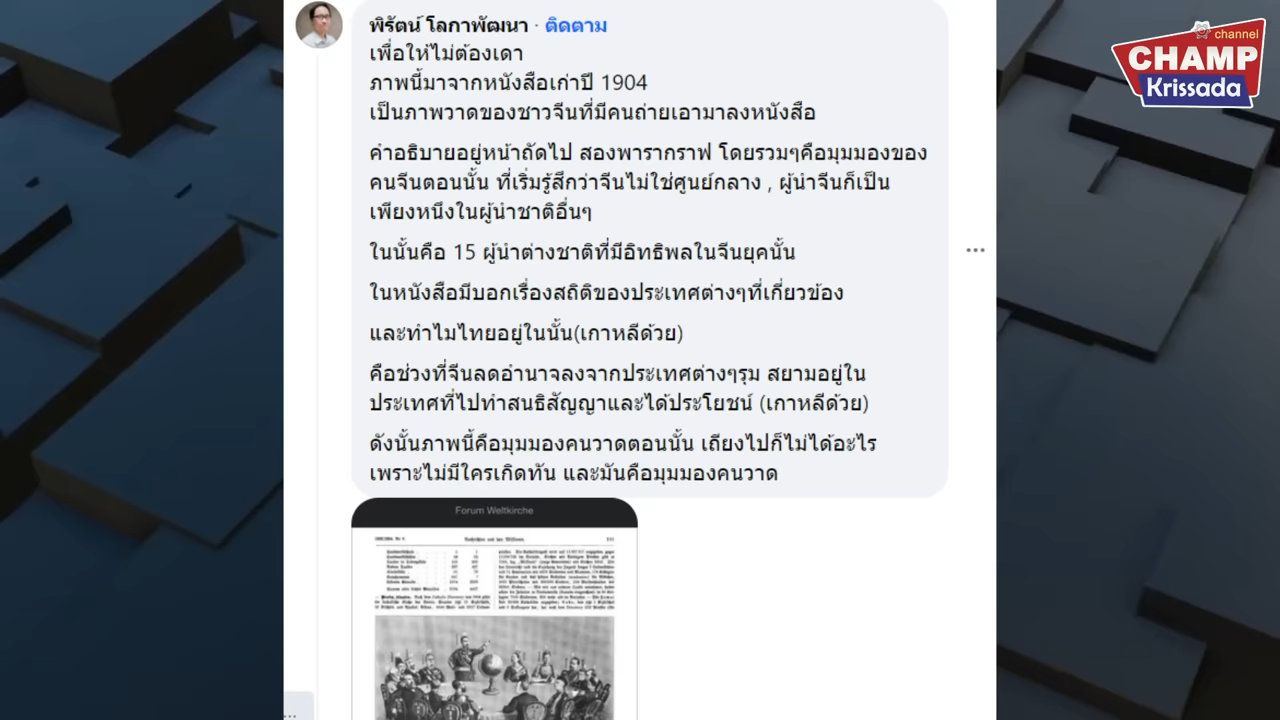 channel
CHAMP
Krissada
พิรัตน์ โลกาพัฒนา · ติดตาม
เพื่อให้ไม่ต้องเดา
ภาพนี้มาจากหนังสือเก่าปี 1904
เป็นภาพวาดของชาวจีนที่มีคนถ่ายเอามาลงหนังสือ
คำอธิบายอยู่หน้าถัดไป สองพารากราฟ โดยรวมๆคือมุมมองของ
คนจีนตอนนั้น ที่เริ่มรู้สึกว่าจีนไม่ใช่ศูนย์กลาง , ผู้นำจีนก็เป็น
เพียงหนึ่งในผู้นำชาติอื่นๆ
ในนั้นคือ 15 ผู้นำต่างชาติที่มีอิทธิพลในจีนยุคนั้น
ในหนังสือมีบอกเรื่องสถิติของประเทศต่างๆที่เกี่ยวข้อง
และทำไมไทยอยู่ในนั้น(เกาหลีด้วย)
คือช่วงที่จีนลดอำนาจลงจากประเทศต่างๆรุม สยามอยู่ใน
ประเทศที่ไปทำสนธิสัญญาและได้ประโยชน์ (เกาหลีด้วย)
ดังนั้นภาพนี้คือมุมมองคนวาดตอนนั้น เถียงไปก็ไม่ได้อะไร
เพราะไม่มีใครเกิดทัน และมันคือมุมมองคนวาด
Forum Weltkirche